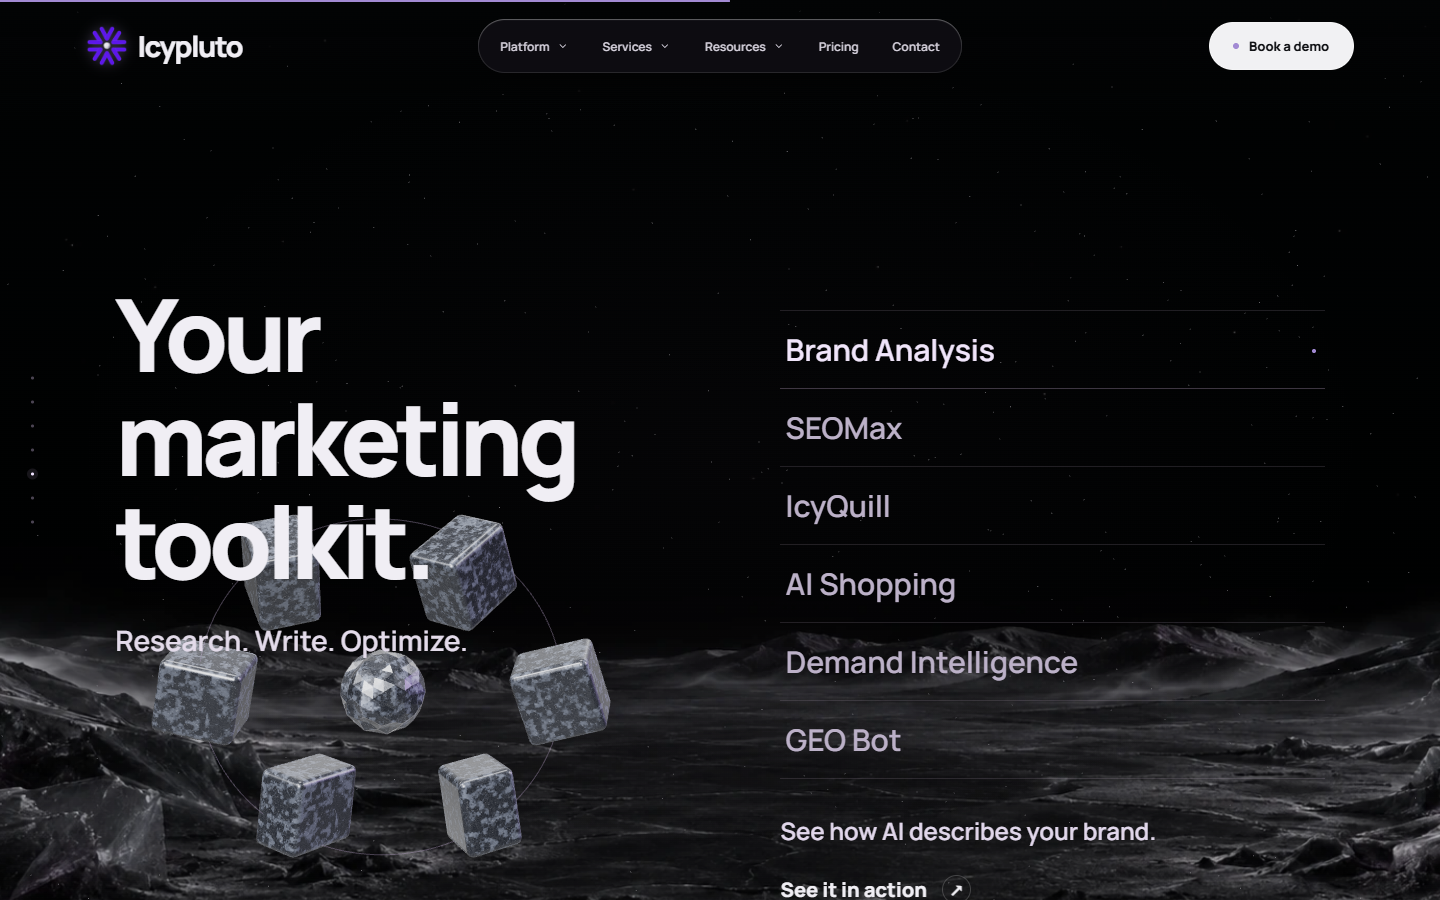 Icypluto
Platform
Services
Resources
Pricing
Contact
Book a demo
Your
marketing
toolkit.
Research. Write. Optimize.
Brand Analysis
SEOMax
IcyQuill
AI Shopping
Demand Intelligence
GEO Bot
See how AI describes your brand.
See it in action ↗